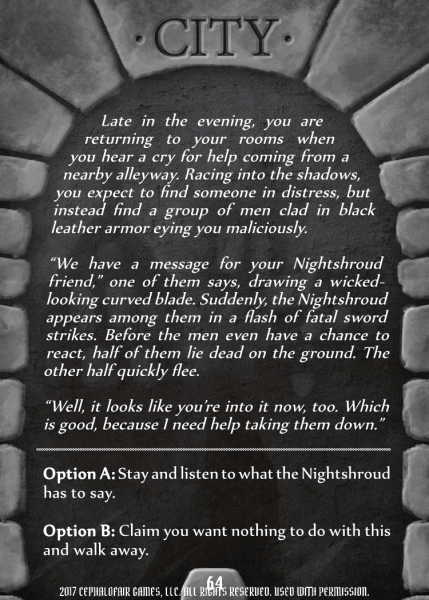 · CITY ·
Late in the evening, you are
returning to your rooms when
you hear a cry for help coming from a
nearby alleyway. Racing into the shadows,
you expect to find someone in distress, but
instead find a group of men clad in black
leather armor eying you maliciously.
“We have a message for your Nightshroud
friend,” one of them says, drawing a wicked-
looking curved blade. Suddenly, the Nightshroud
appears among them in a flash of fatal sword
strikes. Before the men even have a chance to
react, half of them lie dead on the ground. The
other half quickly flee.
“Well, it looks like you’re into it now, too. Which
is good, because I need help taking them down.”
Option A: Stay and listen to what the Nightshroud
has to say.
Option B: Claim you want nothing to do with this
and walk away.
64
2017 CEPHALOFAIR GAMES, LLC. ALL RIGHTS RESERVED. USED WITH PERMISSION.